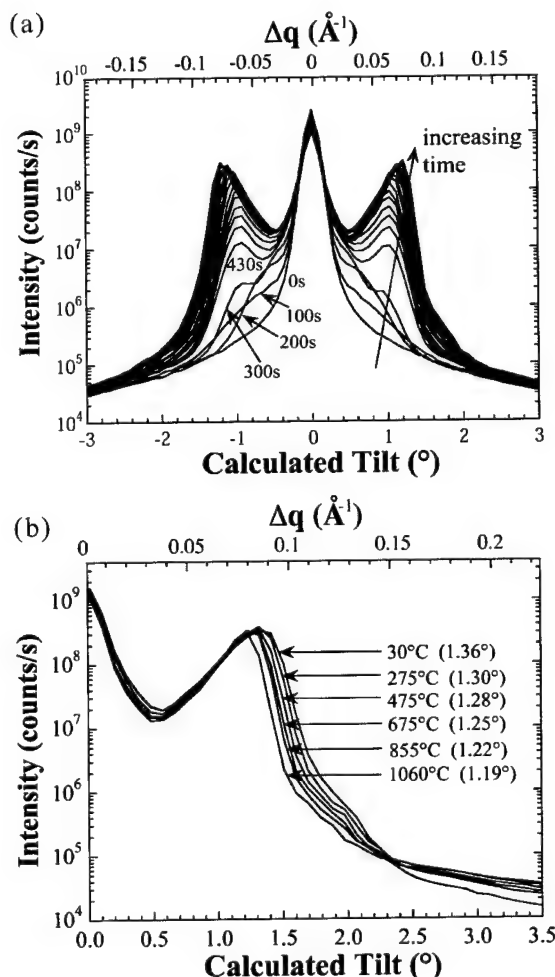 (a)
Δq (Å⁻¹)
-0.15 -0.1 -0.05 0 0.05 0.1 0.15
10¹⁰
10⁹
10⁸
10⁷
10⁶
10⁵
10⁴
Intensity (counts/s)
increasing
time
430s
0s
100s
200s
300s
-3 -2 -1 0 1 2 3
Calculated Tilt (°)
(b)
Δq (Å⁻¹)
0 0.05 0.1 0.15 0.2
10⁹
10⁸
10⁷
10⁶
10⁵
10⁴
Intensity (counts/s)
30°C (1.36°)
275°C (1.30°)
475°C (1.28°)
675°C (1.25°)
855°C (1.22°)
1060°C (1.19°)
0.0 0.5 1.0 1.5 2.0 2.5 3.0 3.5
Calculated Tilt (°)